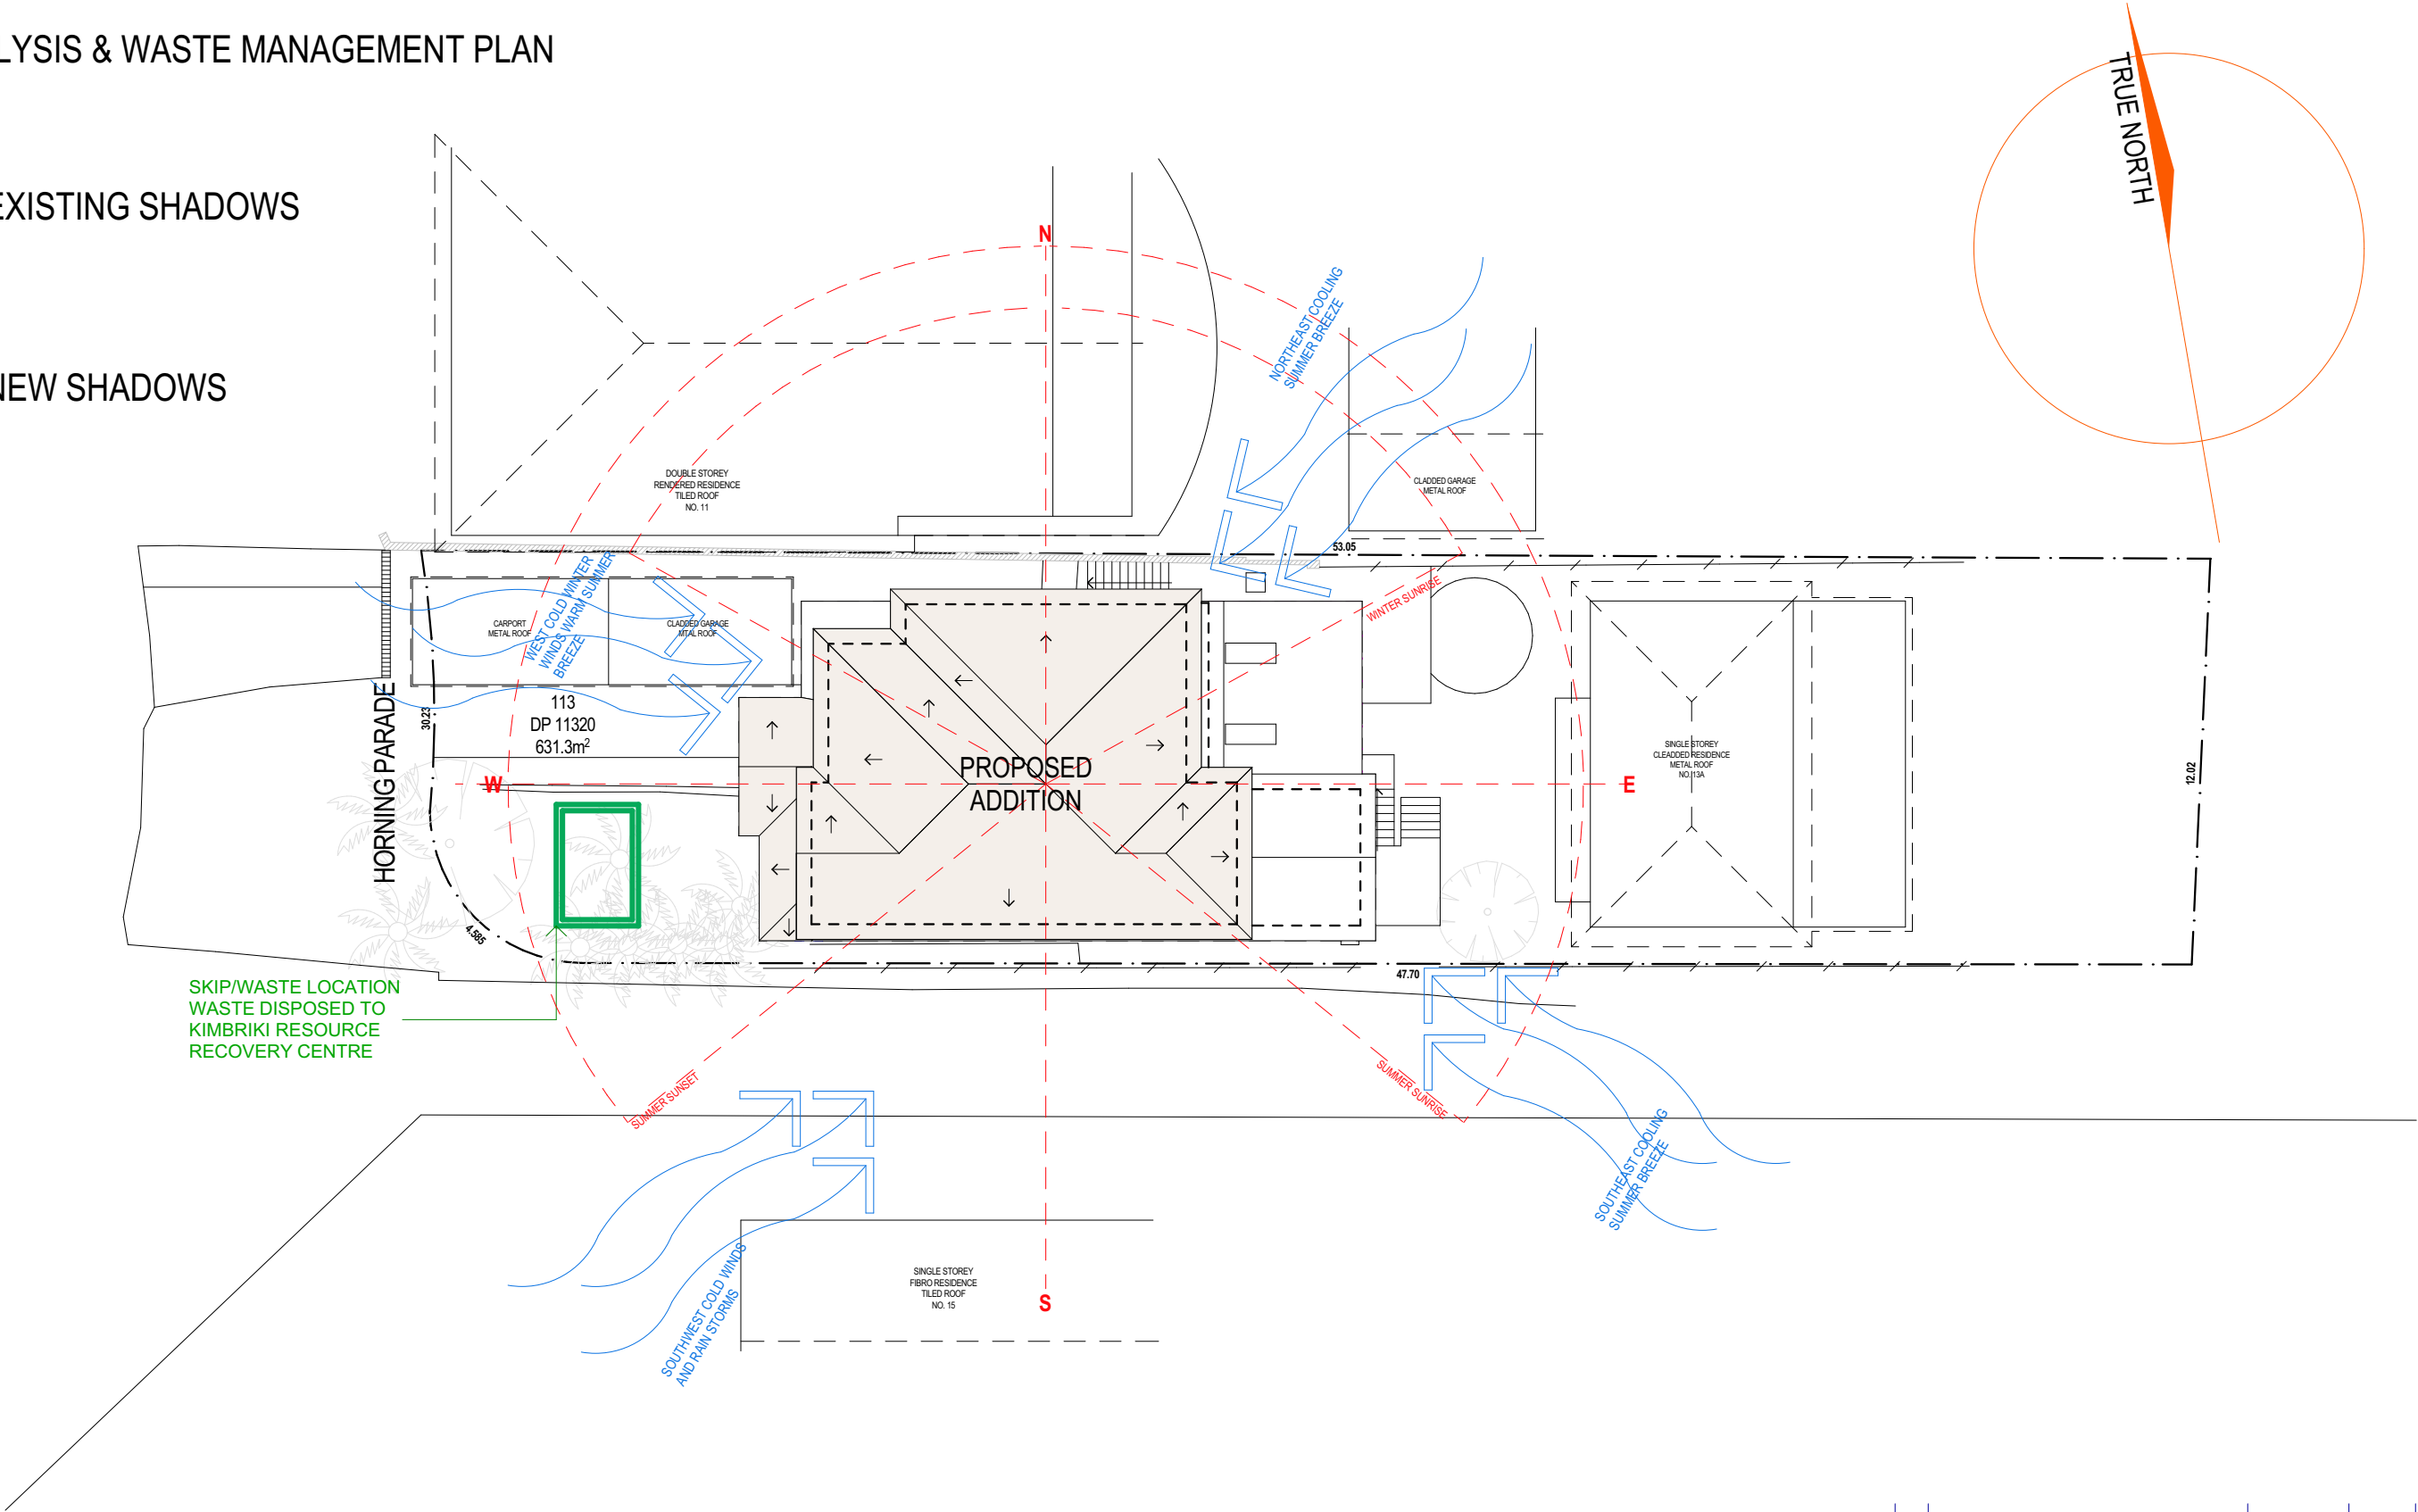 LYSIS & WASTE MANAGEMENT PLAN
TRUE NORTH
EXISTING SHADOWS
NEW SHADOWS
N
NORTHEAST COOLING
SUMMER BREEZE
DOUBLE STOREY
RENDERED RESIDENCE
TILED ROOF
NO. 11
CLADDED GARAGE
METAL ROOF
53.05
WEST COLD WINTER
WINDS WARM SUMMER
BREEZE
WINTER SUNRISE
CARPORT
METAL ROOF
CLADDED GARAGE
MTAL ROOF
HORNING PARADE
30.23
113
DP 11320
631.3m²
PROPOSED
ADDITION
W
E
SINGLE STOREY
CLEADDED RESIDENCE
METAL ROOF
NO. 13A
12.02
4.585
47.70
SKIP/WASTE LOCATION
WASTE DISPOSED TO
KIMBRIKI RESOURCE
RECOVERY CENTRE
SUMMER SUNSET
SUMMER SUNRISE
SOUTHEAST COOLING
SUMMER BREEZE
SOUTHWEST COLD WINDS
AND RAIN STORMS
SINGLE STOREY
FIBRO RESIDENCE
TILED ROOF
NO. 15
S